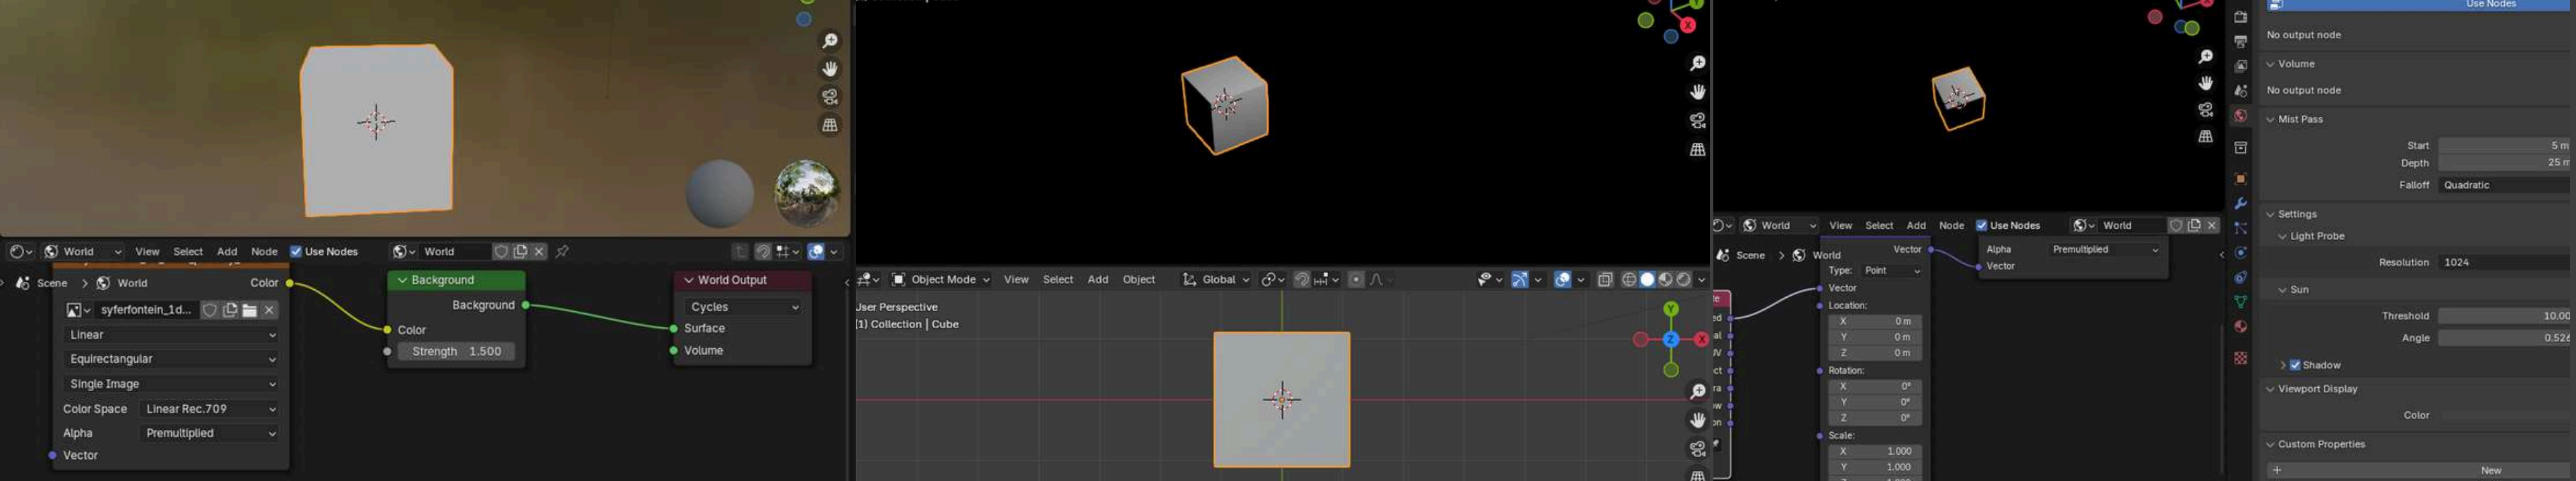 World
View
Select
Add
Node
Use Nodes
World
Scene
World
Color
syferfontein_1d...
Linear
Equirectangular
Single Image
Color Space Linear Rec.709
Alpha Premultiplied
Vector
Background
Background
Color
Strength 1.500
World Output
Cycles
Surface
Volume
X
Object Mode
View
Select
Add
Object
Global
User Perspective
(1) Collection | Cube
Y
Z
X
World
View
Select
Add
Node
Use Nodes
World
Scene
World
Vector
Type: Point
Vector
Location:
X 0 m
Y 0 m
Z 0 m
Rotation:
X 0°
Y 0°
Z 0°
Scale:
X 1.000
Y 1.000
Alpha Premultiplied
Vector
Use Nodes
No output node
Volume
No output node
Mist Pass
Start 5 m
Depth 25 m
Falloff Quadratic
Settings
Light Probe
Resolution 1024
Sun
Threshold 10.00
Angle 0.526
Shadow
Viewport Display
Color
Custom Properties
New